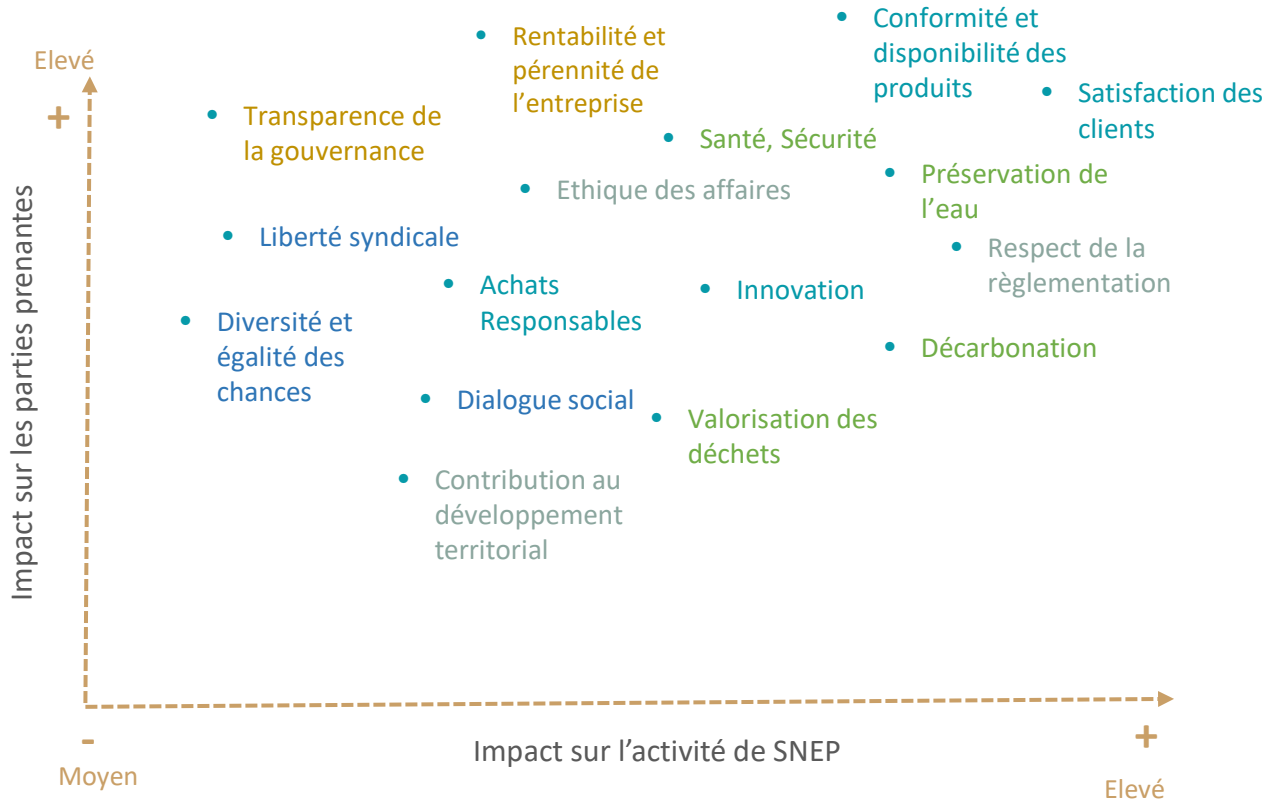 Elevé
+
Impact sur les parties prenantes
• Rentabilité et
pérennité de
l'entreprise
• Conformité et
disponibilité des
produits
• Satisfaction des
clients
• Transparence de
la gouvernance
• Santé, Sécurité
• Ethique des affaires
• Préservation de
l'eau
• Liberté syndicale
• Respect de la
règlementation
• Achats
Responsables
• Innovation
• Diversité et
égalité des
chances
• Décarbonation
• Dialogue social
• Valorisation des
déchets
• Contribution au
développement
territorial
-
Moyen
Impact sur l'activité de SNEP
+
Elevé